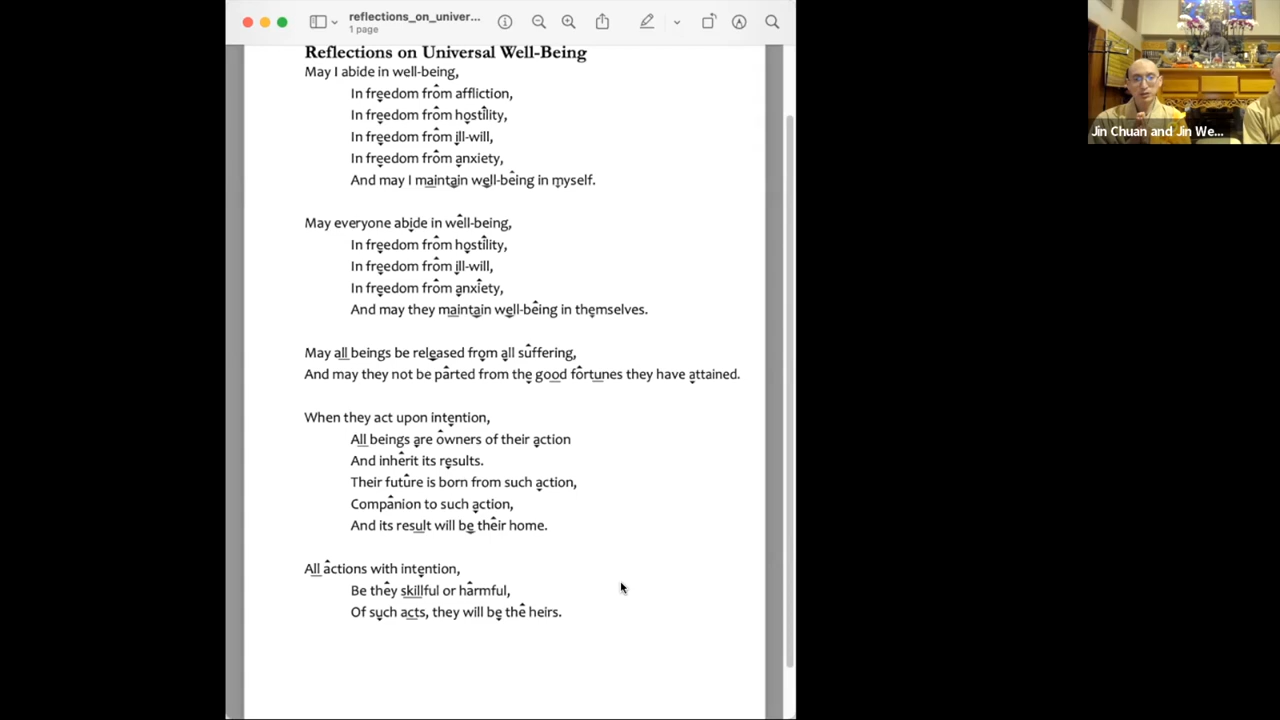 reflections_on_univer...
1 page
Reflections on Universal Well-Being
May I abide in well-being,
In freedom from affliction,
In freedom from hostility,
In freedom from ill-will,
In freedom from anxiety,
And may I maintain well-being in myself.
May everyone abide in well-being,
In freedom from hostility,
In freedom from ill-will,
In freedom from anxiety,
And may they maintain well-being in themselves.
May all beings be released from all suffering,
And may they not be parted from the good fortunes they have attained.
When they act upon intention,
All beings are owners of their action
And inherit its results.
Their future is born from such action,
Companion to such action,
And its result will be their home.
All actions with intention,
Be they skillful or harmful,
Of such acts, they will be the heirs.
Jin Chuan and Jin We...